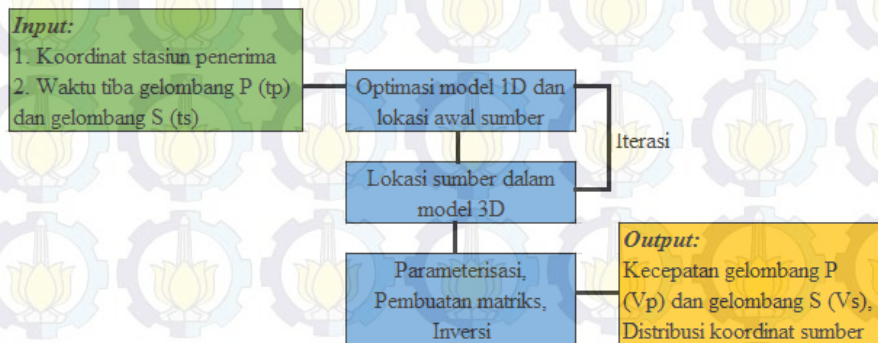 Input:
1. Koordinat stasiun penerima
2. Waktu tiba gelombang P (tp)
dan gelombang S (ts)
Optimasi model 1D dan
lokasi awal sumber
Iterasi
Lokasi sumber dalam
model 3D
Parameterisasi,
Pembuatan matriks,
Inversi
Output:
Kecepatan gelombang P
(Vp) dan gelombang S (Vs),
Distribusi koordinat sumber